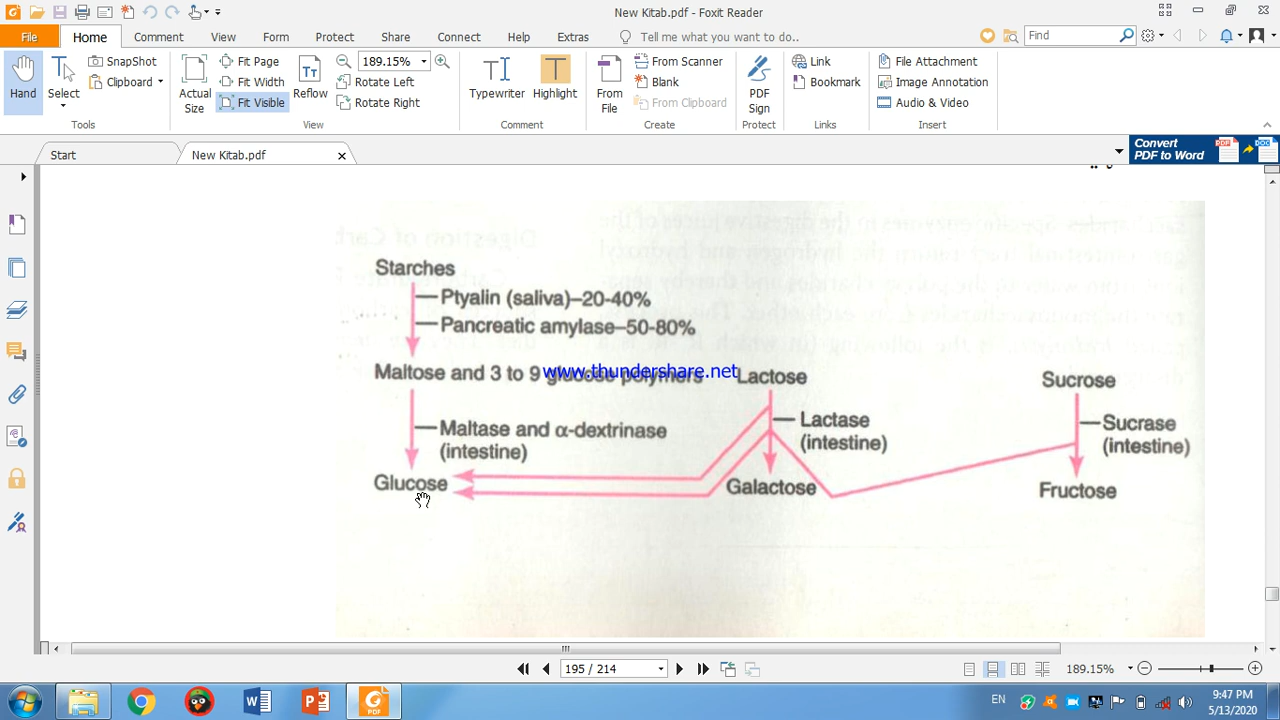 New Kitab.pdf - Foxit Reader
File Home Comment View Form Protect Share Connect Help Extras Tell me what you want to do.. Find
Hand
Select
SnapShot
Clipboard
Tools
Actual Size
Fit Page
Fit Width
Fit Visible
Reflow
189.15%
Rotate Left
Rotate Right
View
Typewriter
Highlight
Comment
From File
From Scanner
Blank
From Clipboard
Create
PDF Sign
Protect
Link
Bookmark
Links
File Attachment
Image Annotation
Audio & Video
Insert
Start New Kitab.pdf
Convert
PDF to Word
Starches
Ptyalin (saliva)–20-40%
Pancreatic amylase–50-80%
Maltose and 3 to 9 glucose polymers
www.thundershare.net
Lactose
Sucrose
Maltase and α-dextrinase
(intestine)
Lactase
(intestine)
Sucrase
(intestine)
Glucose
Galactose
Fructose
195 / 214
189.15%
EN
9:47 PM
5/13/2020